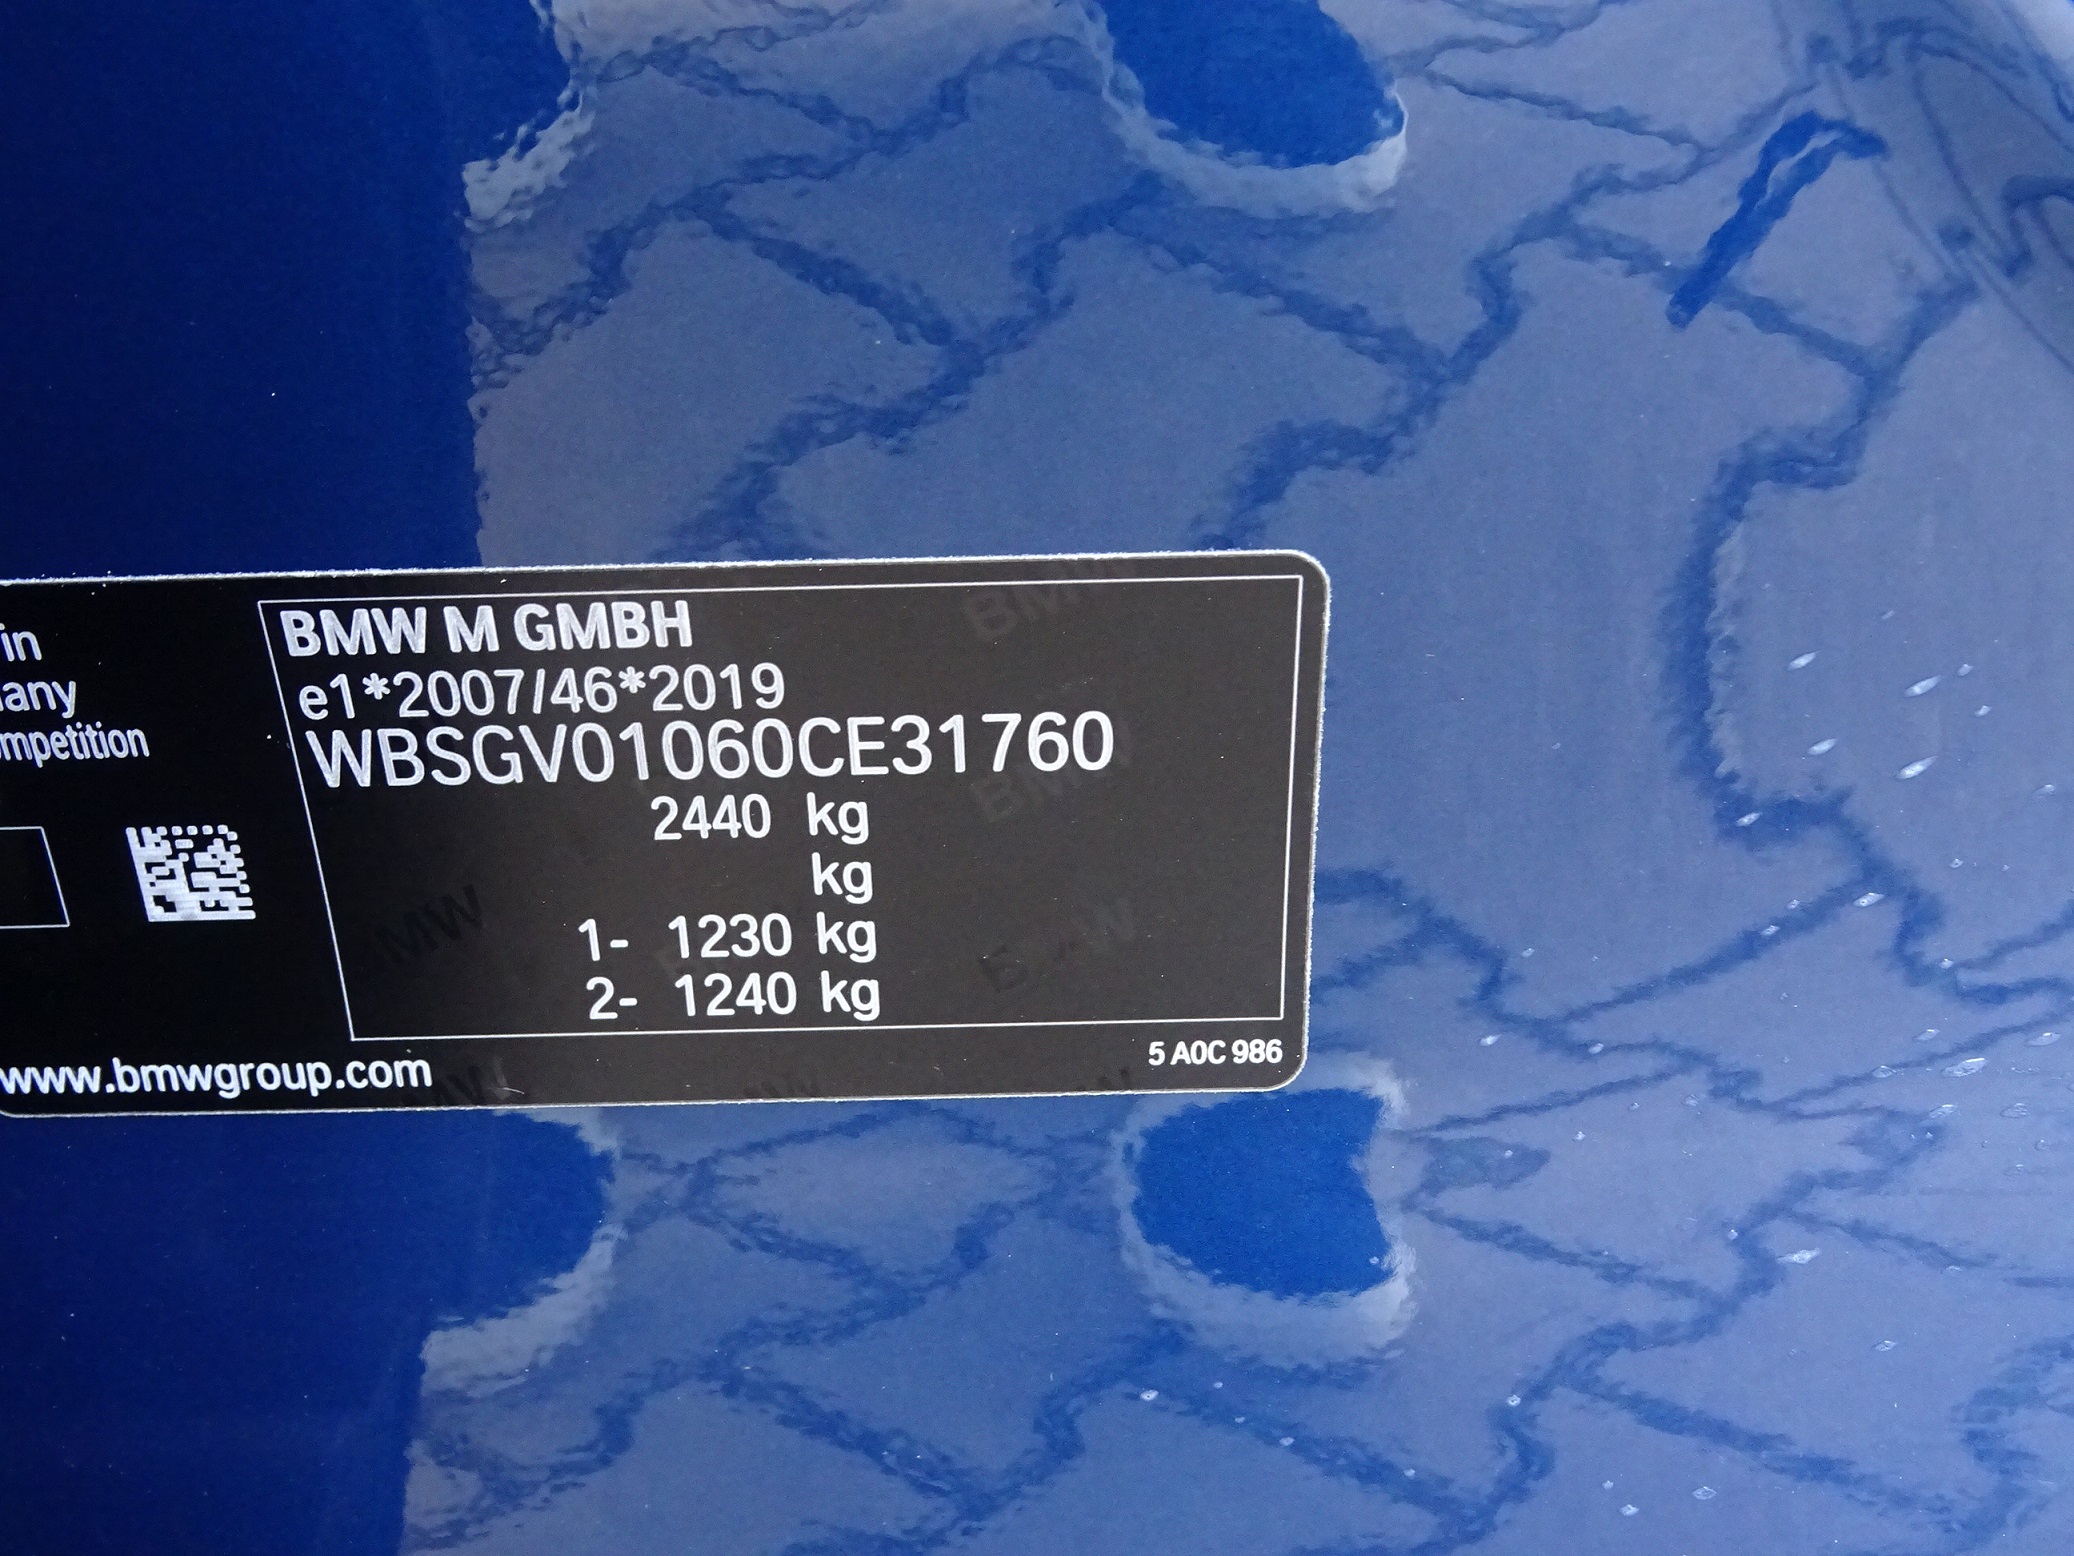 in
any
mpetition
BMW M GMBH
e1*2007/46*2019
WBSGV01060CE31760
2440 kg
kg
1- 1230 kg
2- 1240 kg
5 A0C 986
www.bmwgroup.com